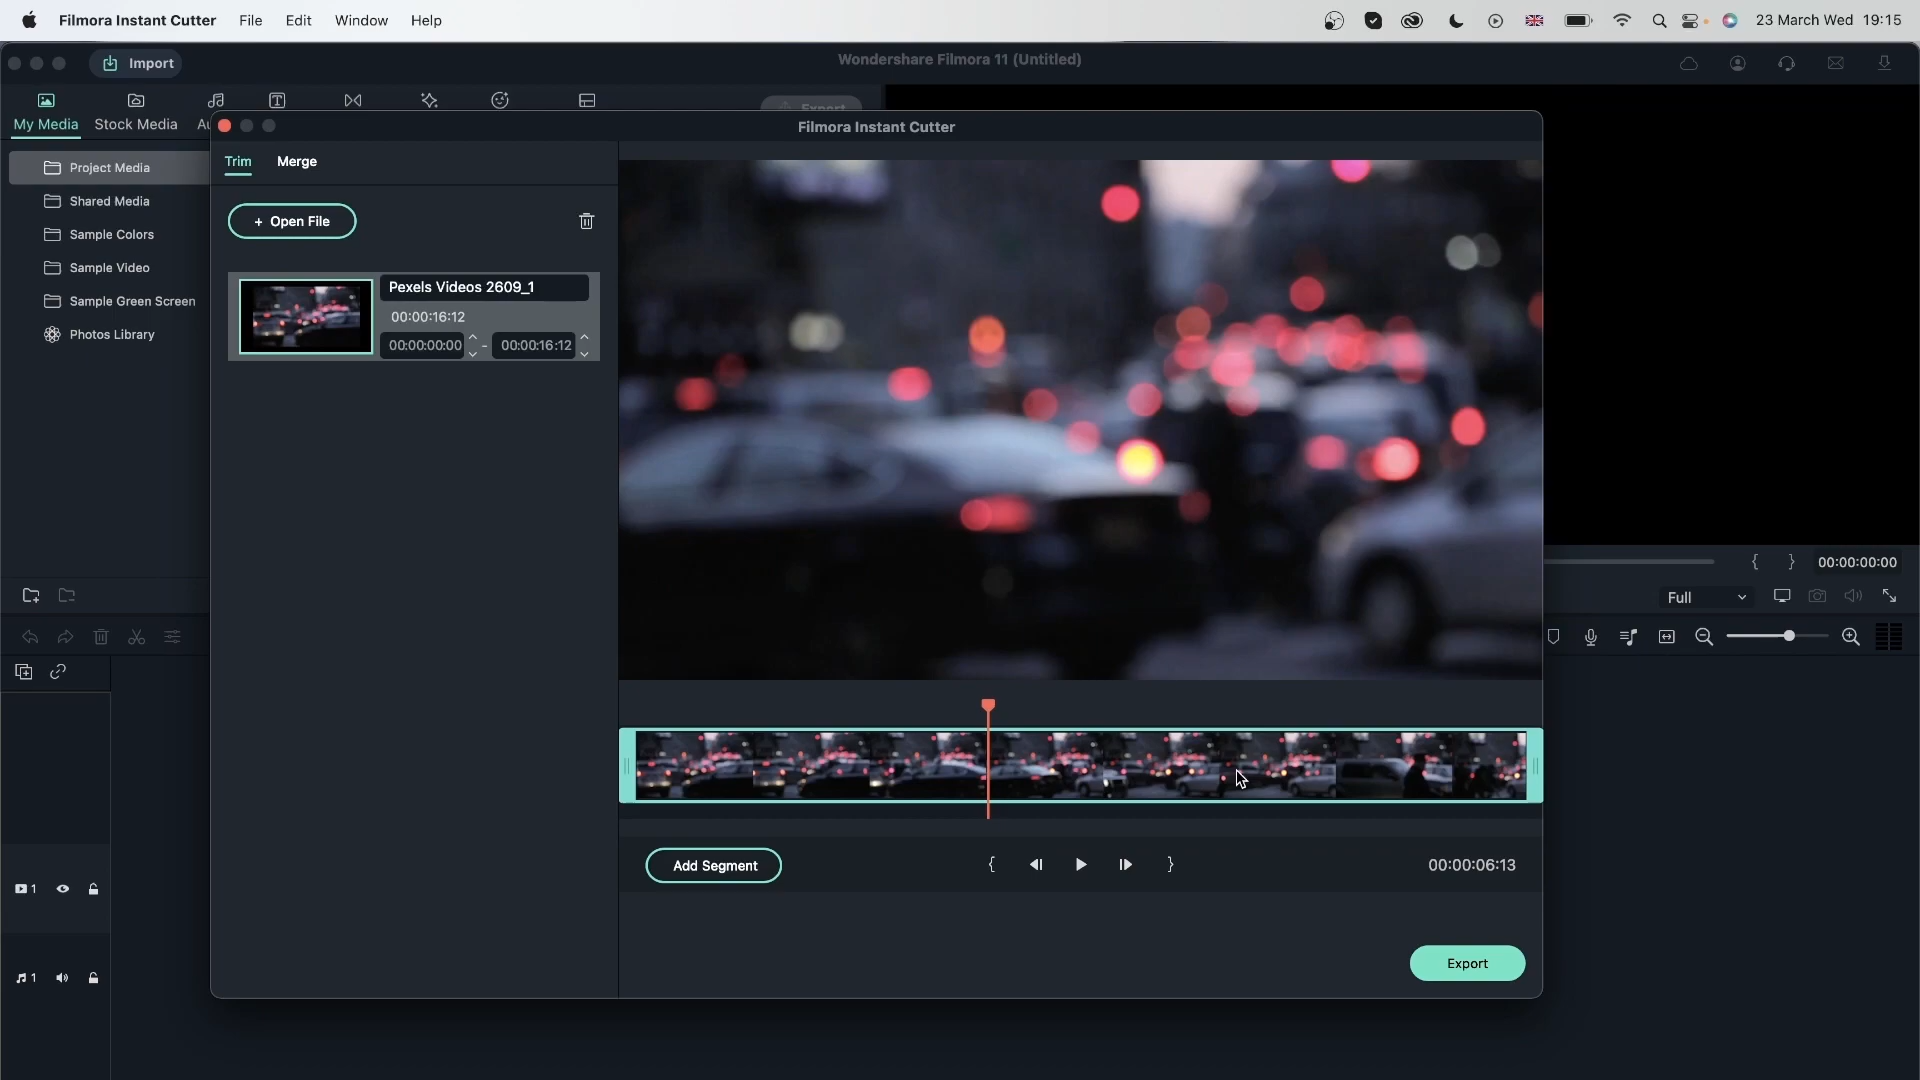 Filmora Instant Cutter File Edit Window Help 23 March Wed 19:15
Import Wondershare Filmora 11 (Untitled)
Export
My Media Stock Media
Filmora Instant Cutter
Trim Merge
Project Media
Shared Media
+ Open File
Sample Colors
Sample Video
Sample Green Screen
Photos Library
Pexels Videos 2609_1
00:00:16:12
00:00:00:00 - 00:00:16:12
{ } 00:00:00:00
Full
Add Segment { } 00:00:06:13
1
Export
1